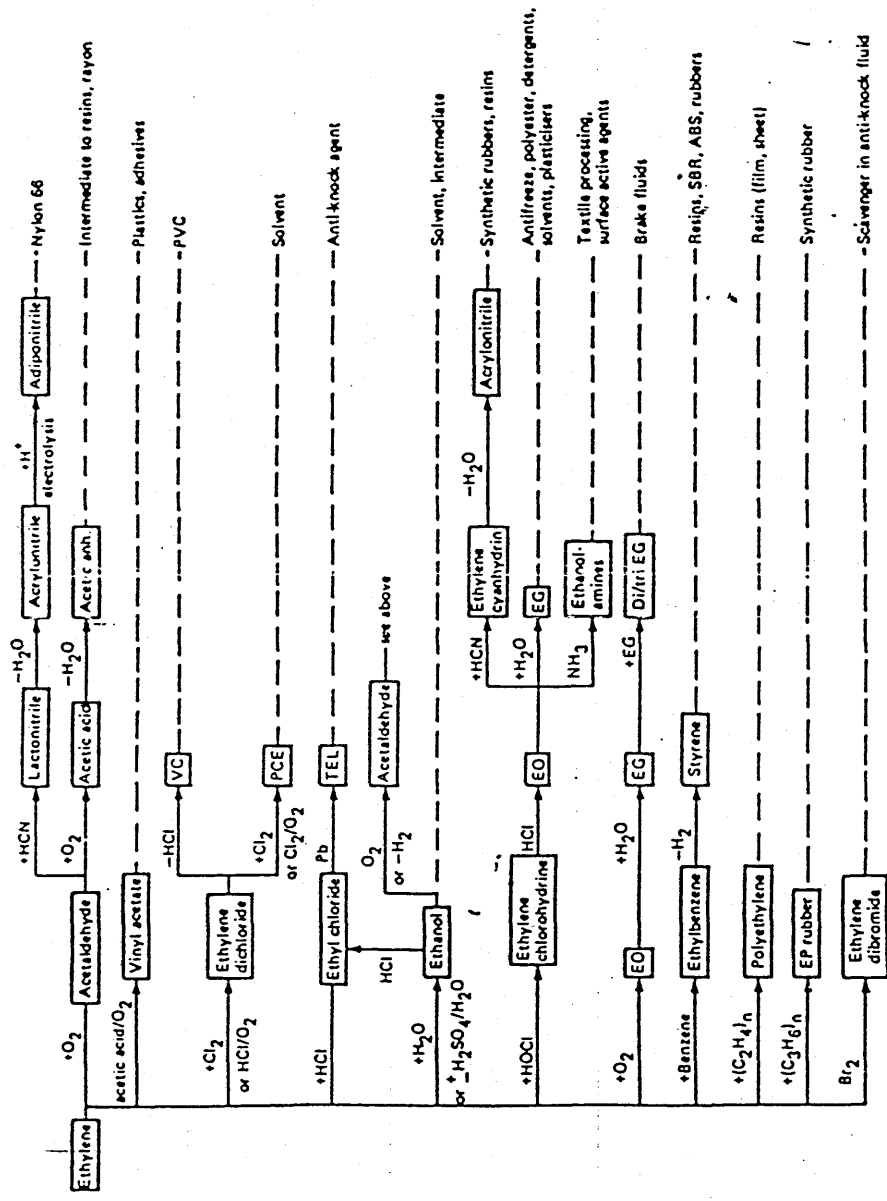 Ethylene
+O2
Acetaldehyde
+HCN
Lactonitrile
−H2O
Acrylunitrile
+H+
electrolysis
Adiponitrile
Nylon 66
+O2
Acetic acid
−H2O
Acetic anh.
Intermediate to resins, rayon
acetic acid/O2
Vinyl acetate
Plastics, adhesives
+Cl2
or HCl/O2
Ethylene
dichloride
−HCl
VC
PVC
+Cl2
or Cl2/O2
PCE
Solvent
+HCl
Ethyl chloride
Pb
TEL
Anti-knock agent
HCl
+H2O
or +−H2SO4/H2O
Ethanol
O2
or −H2
Acetaldehyde
see above
Solvent, Intermediate
+HOCl
Ethylene
chlorohydrine
HCl
EO
+HCN
Ethylene
cyanhydrin
−H2O
Acrylonitrile
Synthetic rubbers, resins
+H2O
EG
Antifreeze, polyester, detergents,
solvents, plasticisers
NH3
Ethanol-
amines
Textile processing,
surface active agents
+O2
EO
+H2O
EG
+EG
Di/tri EG
Brake fluids
+Benzene
Ethylbenzene
−H2
Styrene
Resins, SBR, ABS, rubbers
+(C2H4)n
Polyethylene
Resins (film, sheet)
+(C3H6)n
EP rubber
Synthetic rubber
Br2
Ethylene
dibromide
Scavenger in anti-knock fluid